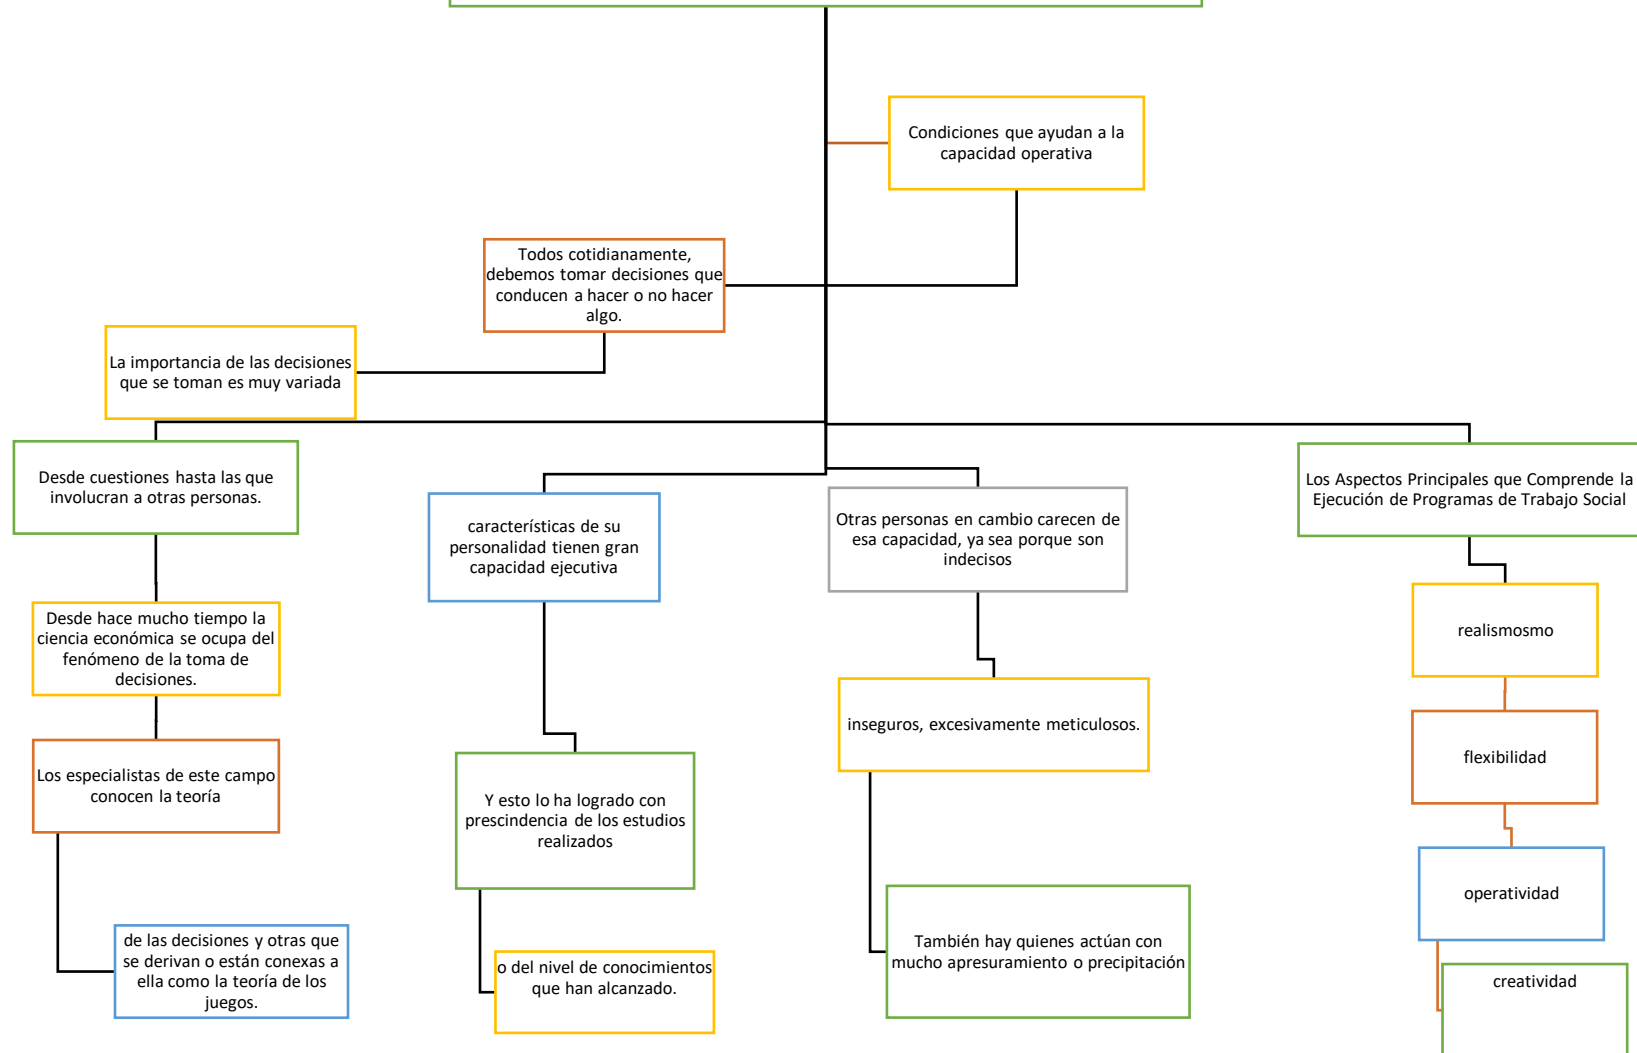 Condiciones que ayudan a la
capacidad operativa
Todos cotidianamente,
debemos tomar decisiones que
conducen a hacer o no hacer
algo.
La importancia de las decisiones
que se toman es muy variada
Desde cuestiones hasta las que
involucran a otras personas.
Desde hace mucho tiempo la
ciencia económica se ocupa del
fenómeno de la toma de
decisiones.
Los especialistas de este campo
conocen la teoría
de las decisiones y otras que
se derivan o están conexas a
ella como la teoría de los
juegos.
características de su
personalidad tienen gran
capacidad ejecutiva
Y esto lo ha logrado con
prescindencia de los estudios
realizados
o del nivel de conocimientos
que han alcanzado.
Otras personas en cambio carecen de
esa capacidad, ya sea porque son
indecisos
inseguros, excesivamente meticulosos.
También hay quienes actúan con
mucho apresuramiento o precipitación
Los Aspectos Principales que Comprende la
Ejecución de Programas de Trabajo Social
realismosmo
flexibilidad
operatividad
creatividad